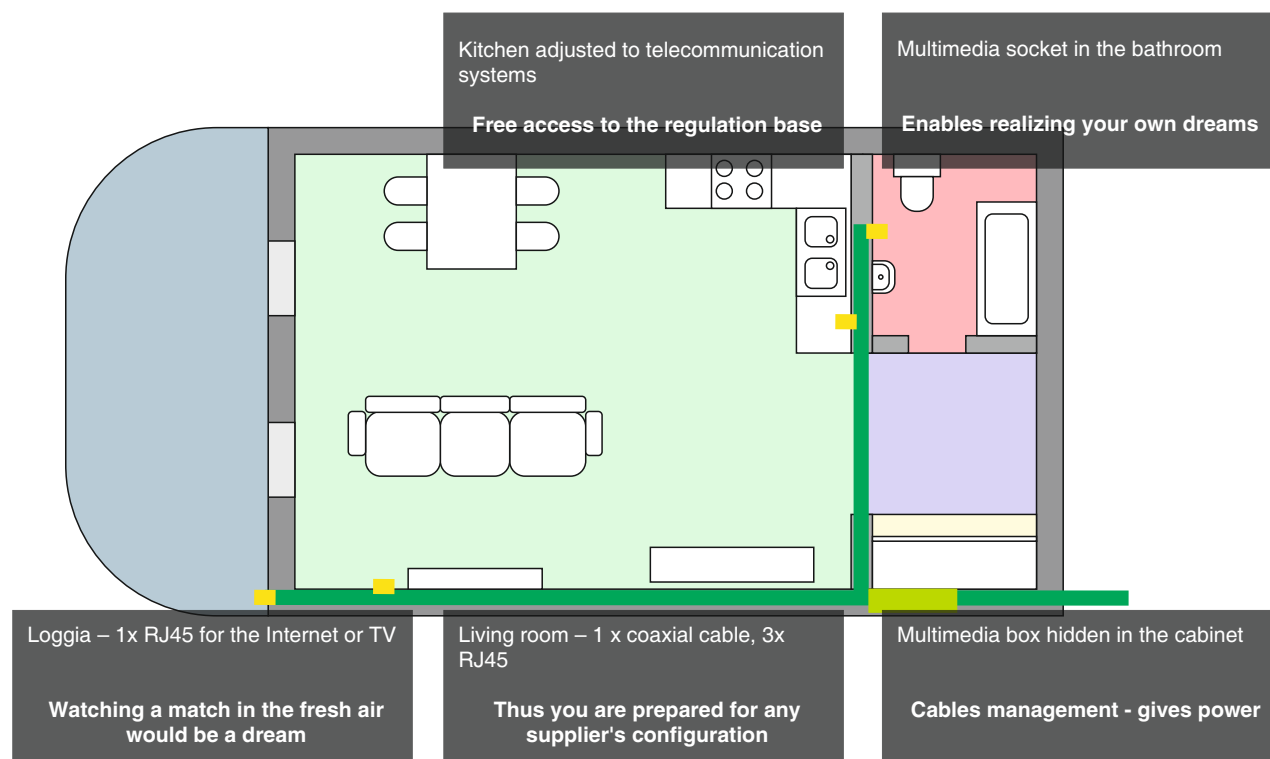 Kitchen adjusted to telecommunication
systems
Free access to the regulation base
Multimedia socket in the bathroom
Enables realizing your own dreams
Loggia – 1x RJ45 for the Internet or TV
Watching a match in the fresh air
would be a dream
Living room – 1 x coaxial cable, 3x
RJ45
Thus you are prepared for any
supplier's configuration
Multimedia box hidden in the cabinet
Cables management - gives power